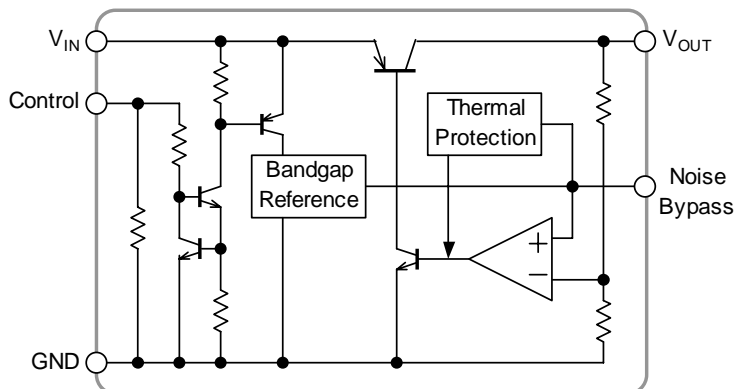 V_IN
V_OUT
Control
Thermal
Protection
Bandgap
Reference
Noise
Bypass
+
−
GND